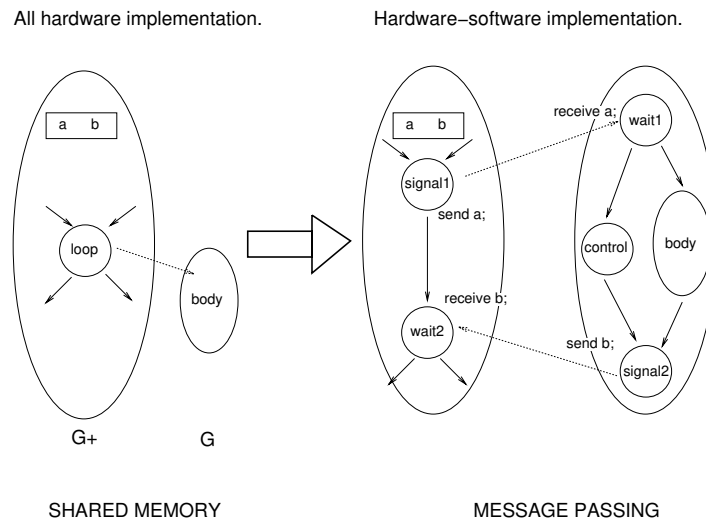 All hardware implementation.
Hardware−software implementation.
a b
loop
body
G+
G
a b
signal1
send a;
receive b;
wait2
receive a;
wait1
control
body
send b;
signal2
SHARED MEMORY
MESSAGE PASSING